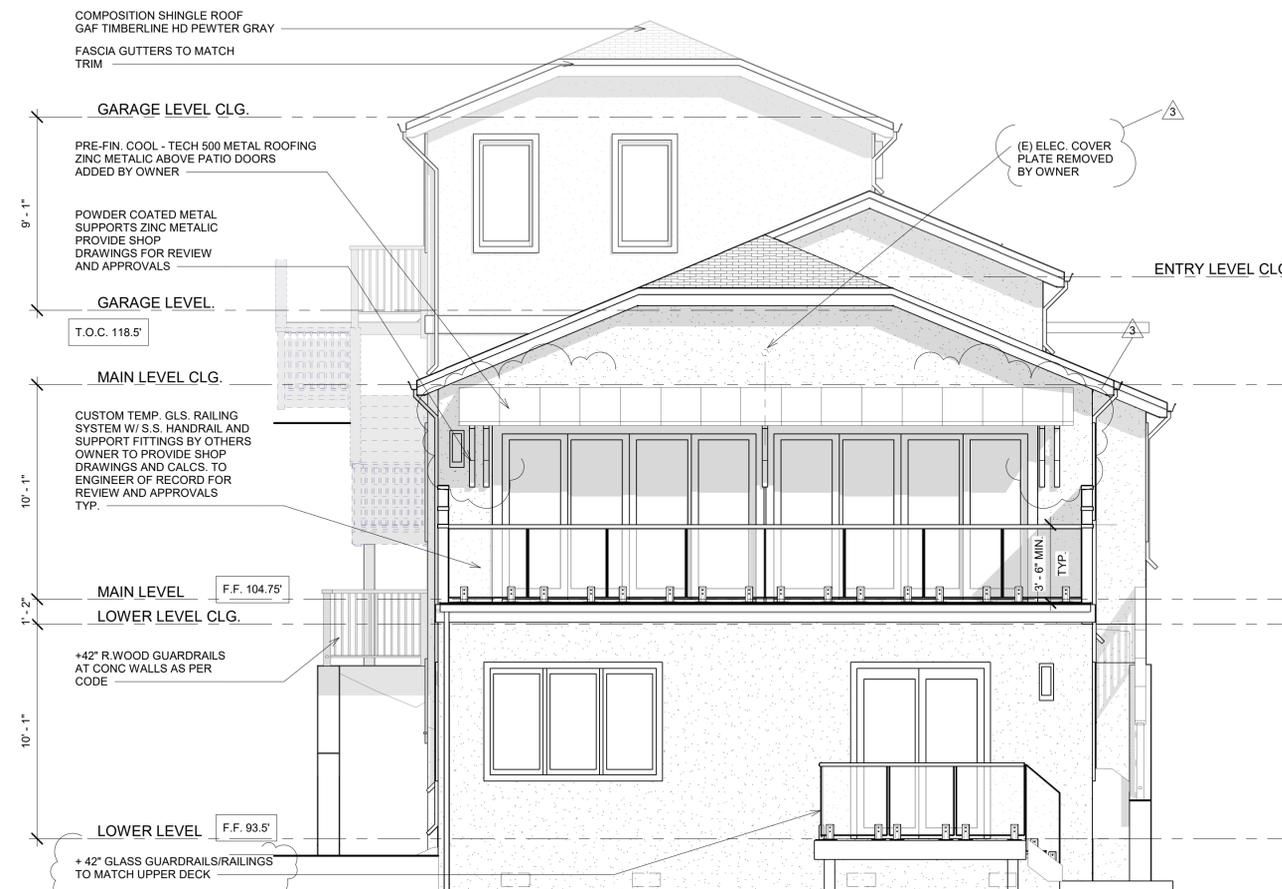 COMPOSITION SHINGLE ROOF
GAF TIMBERLINE HD PEWTER GRAY
FASCIA GUTTERS TO MATCH
TRIM
GARAGE LEVEL CLG.
3
PRE-FIN. COOL - TECH 500 METAL ROOFING
ZINC METALIC ABOVE PATIO DOORS
ADDED BY OWNER
(E) ELEC. COVER
PLATE REMOVED
BY OWNER
9' - 1"
POWDER COATED METAL
SUPPORTS ZINC METALIC
PROVIDE SHOP
DRAWINGS FOR REVIEW
AND APPROVALS
ENTRY LEVEL CLG
GARAGE LEVEL.
T.O.C. 118.5'
3
MAIN LEVEL CLG.
CUSTOM TEMP. GLS. RAILING
SYSTEM W/ S.S. HANDRAIL AND
SUPPORT FITTINGS BY OTHERS
OWNER TO PROVIDE SHOP
DRAWINGS AND CALCS. TO
ENGINEER OF RECORD FOR
REVIEW AND APPROVALS
TYP.
10' - 1"
3' - 6" MIN.
TYP.
MAIN LEVEL
F.F. 104.75'
1' - 2"
LOWER LEVEL CLG.
+42" R.WOOD GUARDRAILS
AT CONC WALLS AS PER
CODE
10' - 1"
LOWER LEVEL
F.F. 93.5'
+ 42" GLASS GUARDRAILS/RAILINGS
TO MATCH UPPER DECK